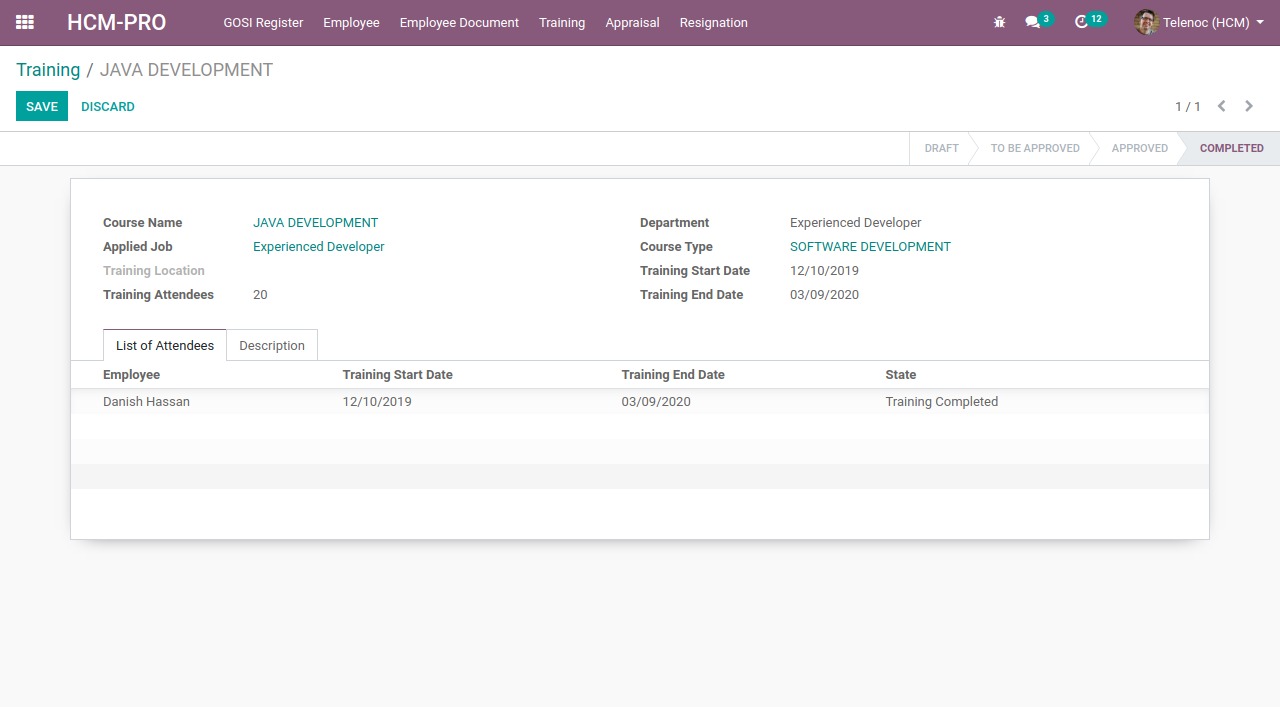 HCM-PRO GOSI Register Employee Employee Document Training Appraisal Resignation 3 12 Telenoc (HCM)
Training / JAVA DEVELOPMENT
SAVE DISCARD 1 / 1
DRAFT TO BE APPROVED APPROVED COMPLETED
Course Name JAVA DEVELOPMENT Department Experienced Developer
Applied Job Experienced Developer Course Type SOFTWARE DEVELOPMENT
Training Location Training Start Date 12/10/2019
Training Attendees 20 Training End Date 03/09/2020
List of Attendees Description
Employee Training Start Date Training End Date State
Danish Hassan 12/10/2019 03/09/2020 Training Completed